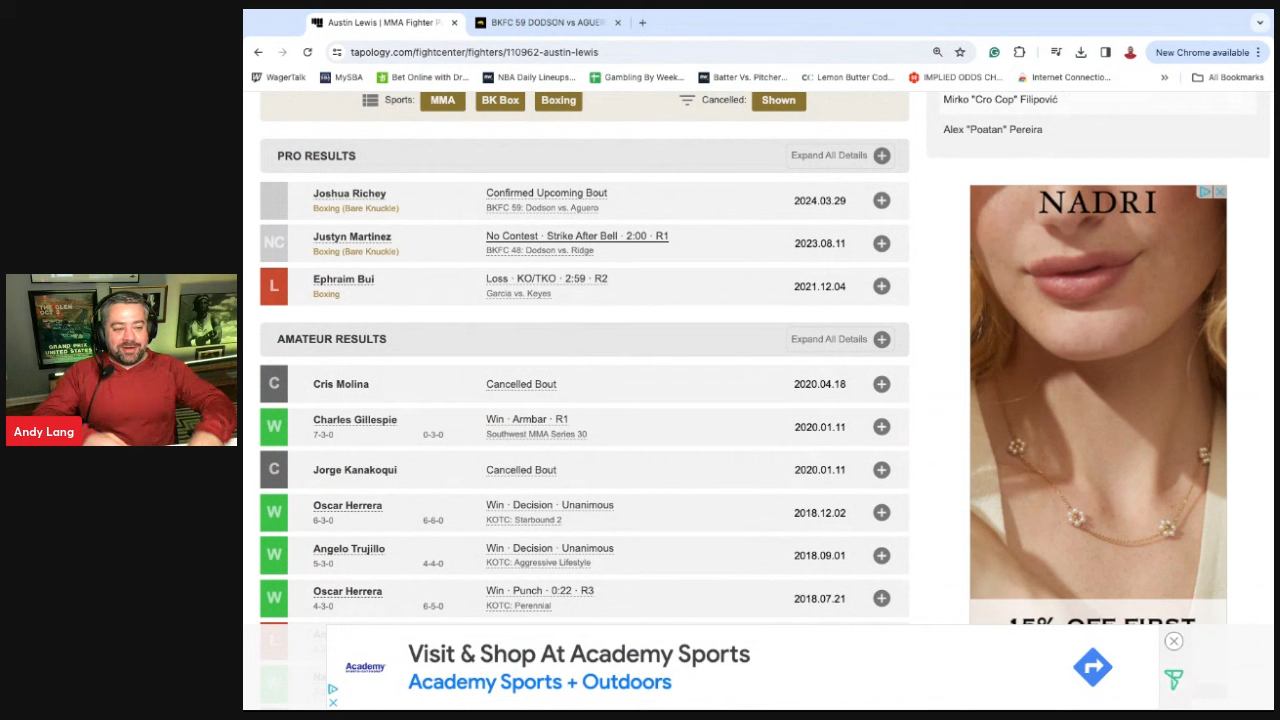 Austin Lewis | MMA Fighter P
BKFC 59 DODSON vs AGUER
tapology.com/fightcenter/fighters/110962-austin-lewis
New Chrome available
WagerTalk
MySBA
Bet Online with Dr...
NBA Daily Lineups...
Gambling By Week...
Batter Vs. Pitcher...
Lemon Butter Cod...
IMPLIED ODDS CH...
Internet Connectio...
All Bookmarks
Sports: MMA BK Box Boxing Cancelled: Shown
Mirko "Cro Cop" Filipović
Alex "Poatan" Pereira
PRO RESULTS
Expand All Details
Joshua Richey
Boxing (Bare Knuckle)
Confirmed Upcoming Bout
BKFC 59: Dodson vs. Aguero
2024.03.29
NC
Justyn Martinez
Boxing (Bare Knuckle)
No Contest · Strike After Bell · 2:00 · R1
BKFC 48: Dodson vs. Ridge
2023.08.11
L
Ephraim Bui
Boxing
Loss · KO/TKO · 2:59 · R2
Garcia vs. Keyes
2021.12.04
AMATEUR RESULTS
Expand All Details
C
Cris Molina
Cancelled Bout
2020.04.18
W
Charles Gillespie
7-3-0 0-3-0
Win · Armbar · R1
Southwest MMA Series 30
2020.01.11
C
Jorge Kanakoqui
Cancelled Bout
2020.01.11
W
Oscar Herrera
6-3-0 6-6-0
Win · Decision · Unanimous
KOTC: Starbound 2
2018.12.02
W
Angelo Trujillo
5-3-0 4-4-0
Win · Decision · Unanimous
KOTC: Aggressive Lifestyle
2018.09.01
W
Oscar Herrera
4-3-0 6-5-0
Win · Punch · 0:22 · R3
KOTC: Perennial
2018.07.21
L
NADRI
15% OFF FIRST
Academy
Visit & Shop At Academy Sports
Academy Sports + Outdoors
THE GLEN
OCT 3
GRAND PRIX
UNITED STATES
Andy Lang